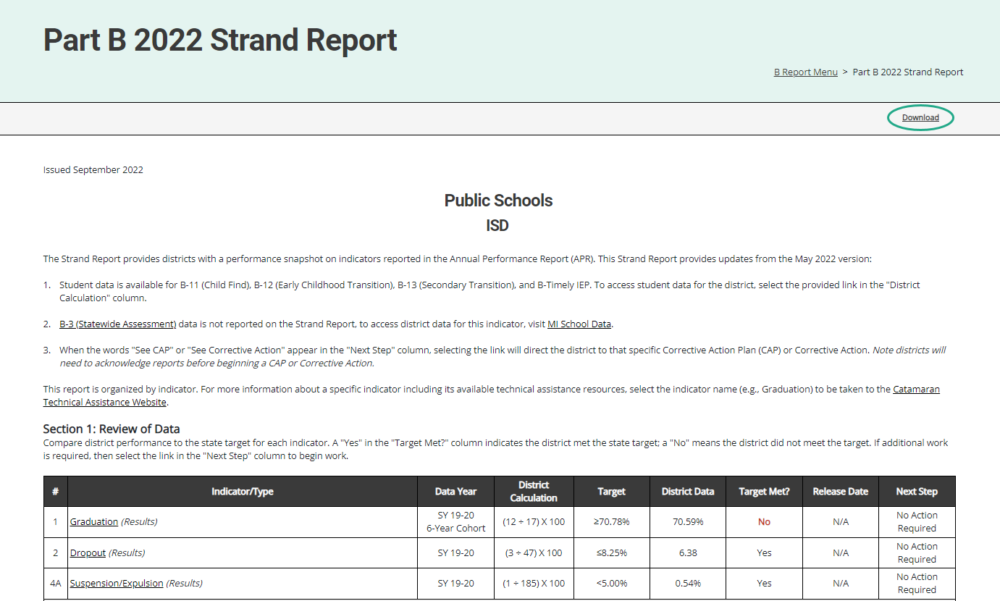 Part B 2022 Strand Report
B Report Menu > Part B 2022 Strand Report
Download
Issued September 2022
Public Schools
ISD
The Strand Report provides districts with a performance snapshot on indicators reported in the Annual Performance Report (APR). This Strand Report provides updates from the May 2022 version:
1. Student data is available for B-11 (Child Find), B-12 (Early Childhood Transition), B-13 (Secondary Transition), and B-Timely IEP. To access student data for the district, select the provided link in the "District
Calculation" column.
2. B-3 (Statewide Assessment) data is not reported on the Strand Report, to access district data for this indicator, visit MI School Data.
3. When the words "See CAP" or "See Corrective Action" appear in the "Next Step" column, selecting the link will direct the district to that specific Corrective Action Plan (CAP) or Corrective Action. Note districts will
need to acknowledge reports before beginning a CAP or Corrective Action.
This report is organized by indicator. For more information about a specific indicator including its available technical assistance resources, select the indicator name (e.g., Graduation) to be taken to the Catamaran
Technical Assistance Website.
Section 1: Review of Data
Compare district performance to the state target for each indicator. A "Yes" in the "Target Met?" column indicates the district met the state target; a "No" means the district did not meet the target. If additional work
is required, then select the link in the "Next Step" column to begin work.
# Indicator/Type Data Year District Calculation Target District Data Target Met? Release Date Next Step
1 Graduation (Results) SY 19-20 6-Year Cohort (12 ÷ 17) X 100 ≥70.78% 70.59% No N/A No Action Required
2 Dropout (Results) SY 19-20 (3 ÷ 47) X 100 ≤8.25% 6.38 Yes N/A No Action Required
4A Suspension/Expulsion (Results) SY 19-20 (1 ÷ 185) X 100 <5.00% 0.54% Yes N/A No Action Required